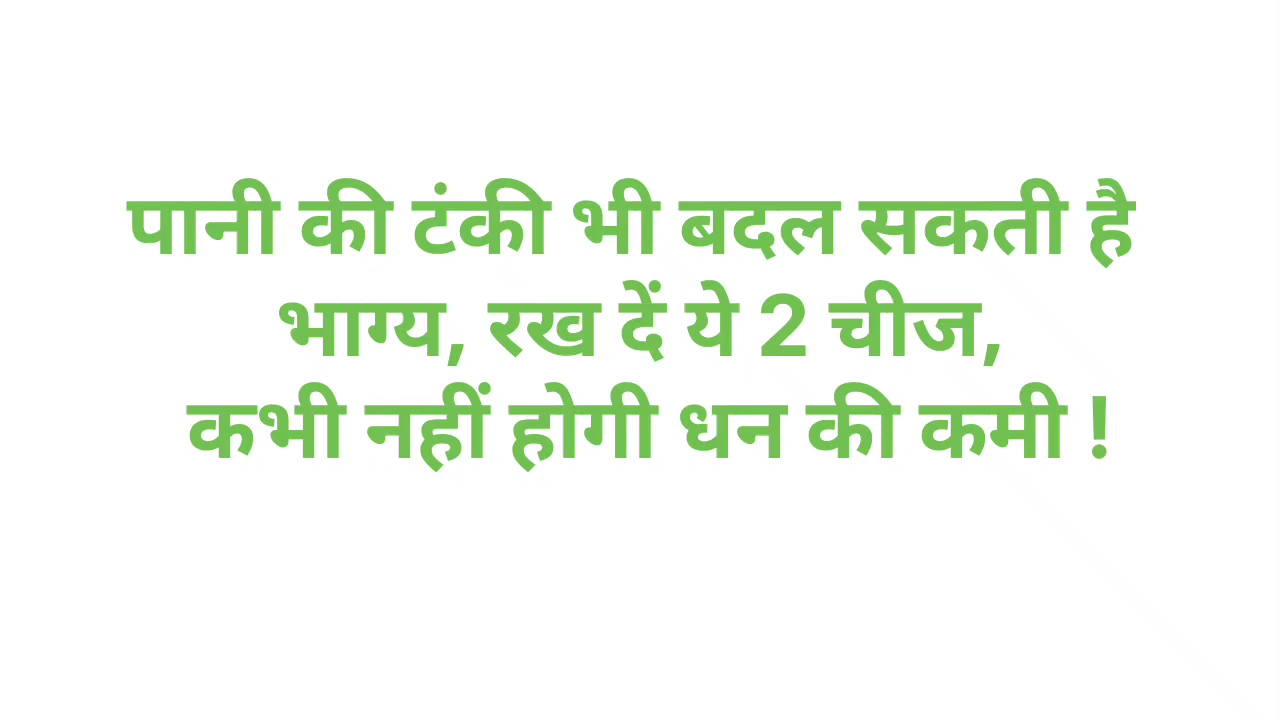 पानी की टंकी भी बदल सकती है
भाग्य, रख दें ये 2 चीज,
कभी नहीं होगी धन की कमी !